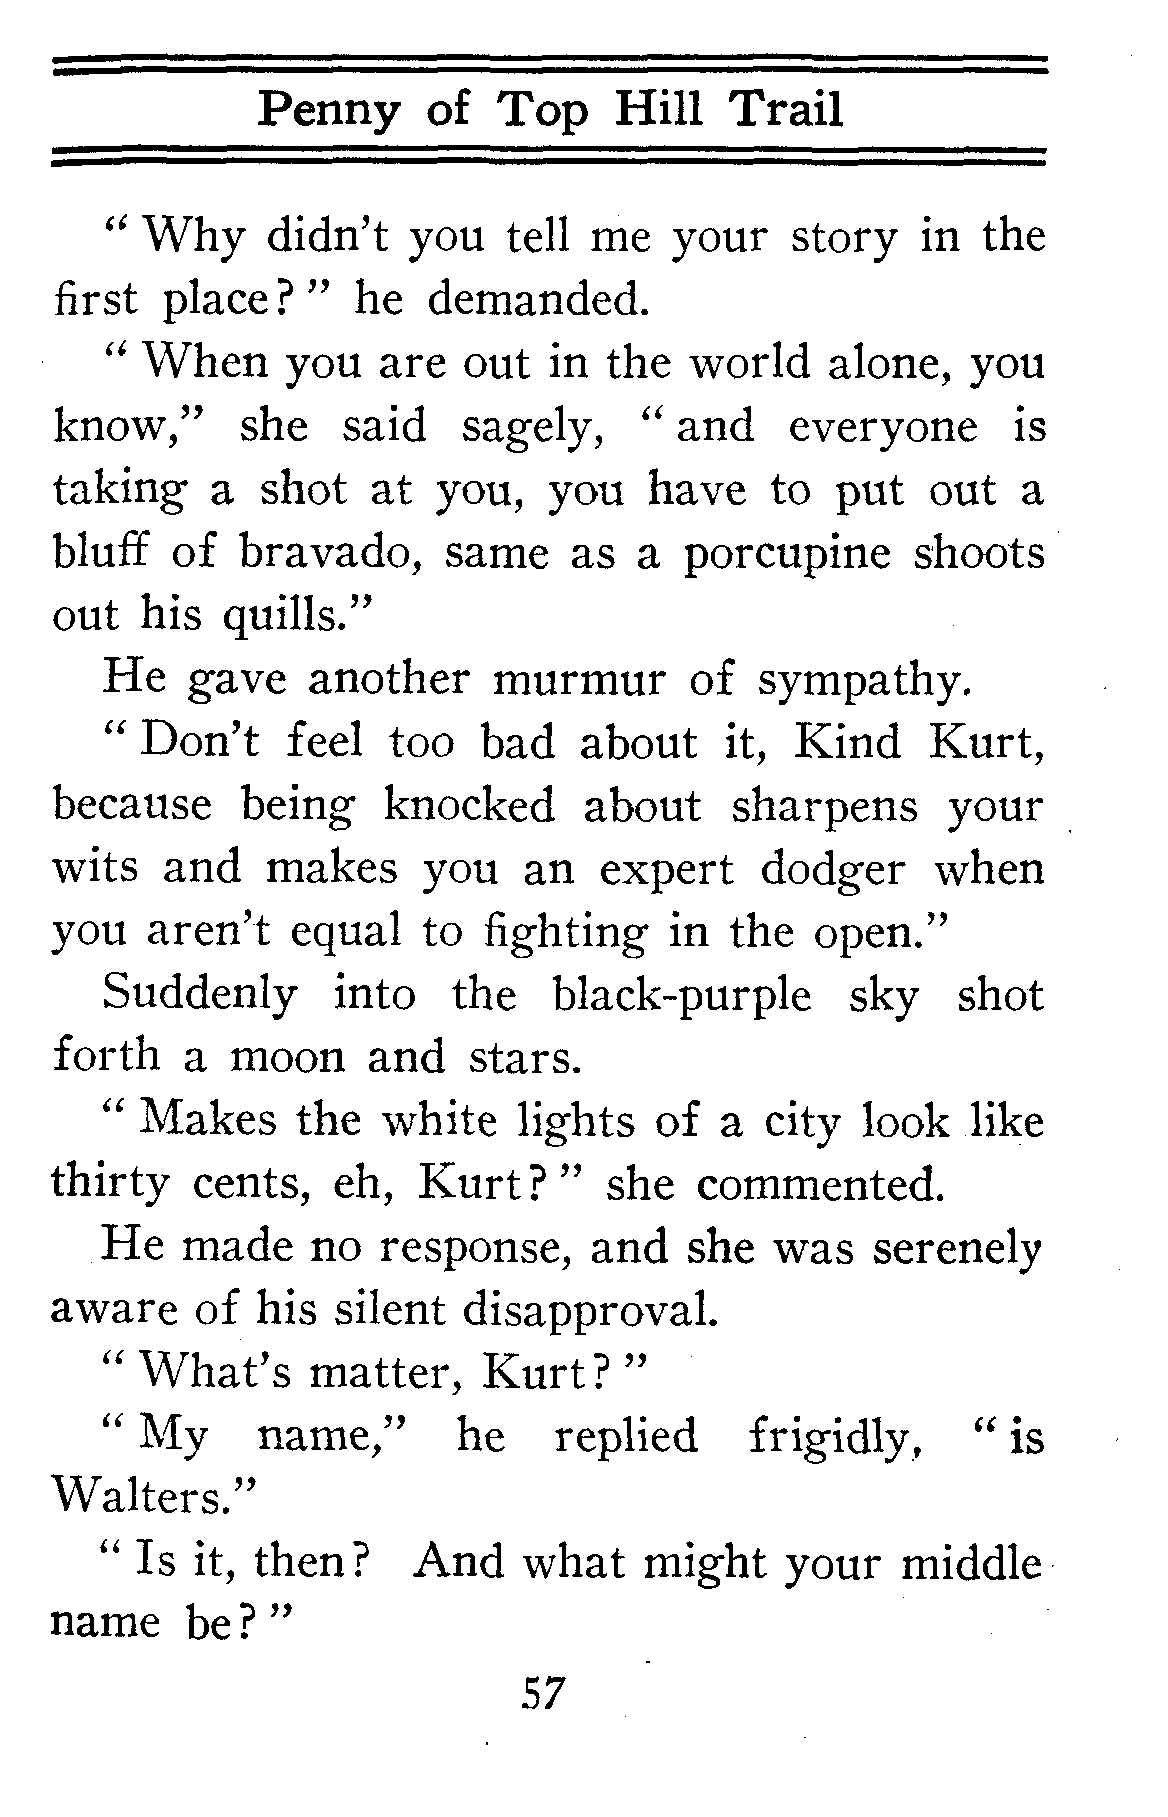 Penny of Top Hill Trail
“ Why didn’t you tell me your story in the
first place? ” he demanded.
“ When you are out in the world alone, you
know,” she said sagely, “ and everyone is
taking a shot at you, you have to put out a
bluff of bravado, same as a porcupine shoots
out his quills.”
He gave another murmur of sympathy.
“ Don’t feel too bad about it, Kind Kurt,
because being knocked about sharpens your
wits and makes you an expert dodger when
you aren’t equal to fighting in the open.”
Suddenly into the black-purple sky shot
forth a moon and stars.
“ Makes the white lights of a city look like
thirty cents, eh, Kurt? ” she commented.
He made no response, and she was serenely
aware of his silent disapproval.
“ What’s matter, Kurt? ”
“ My name,” he replied frigidly, “ is
Walters.”
“ Is it, then? And what might your middle
name be? ”
57